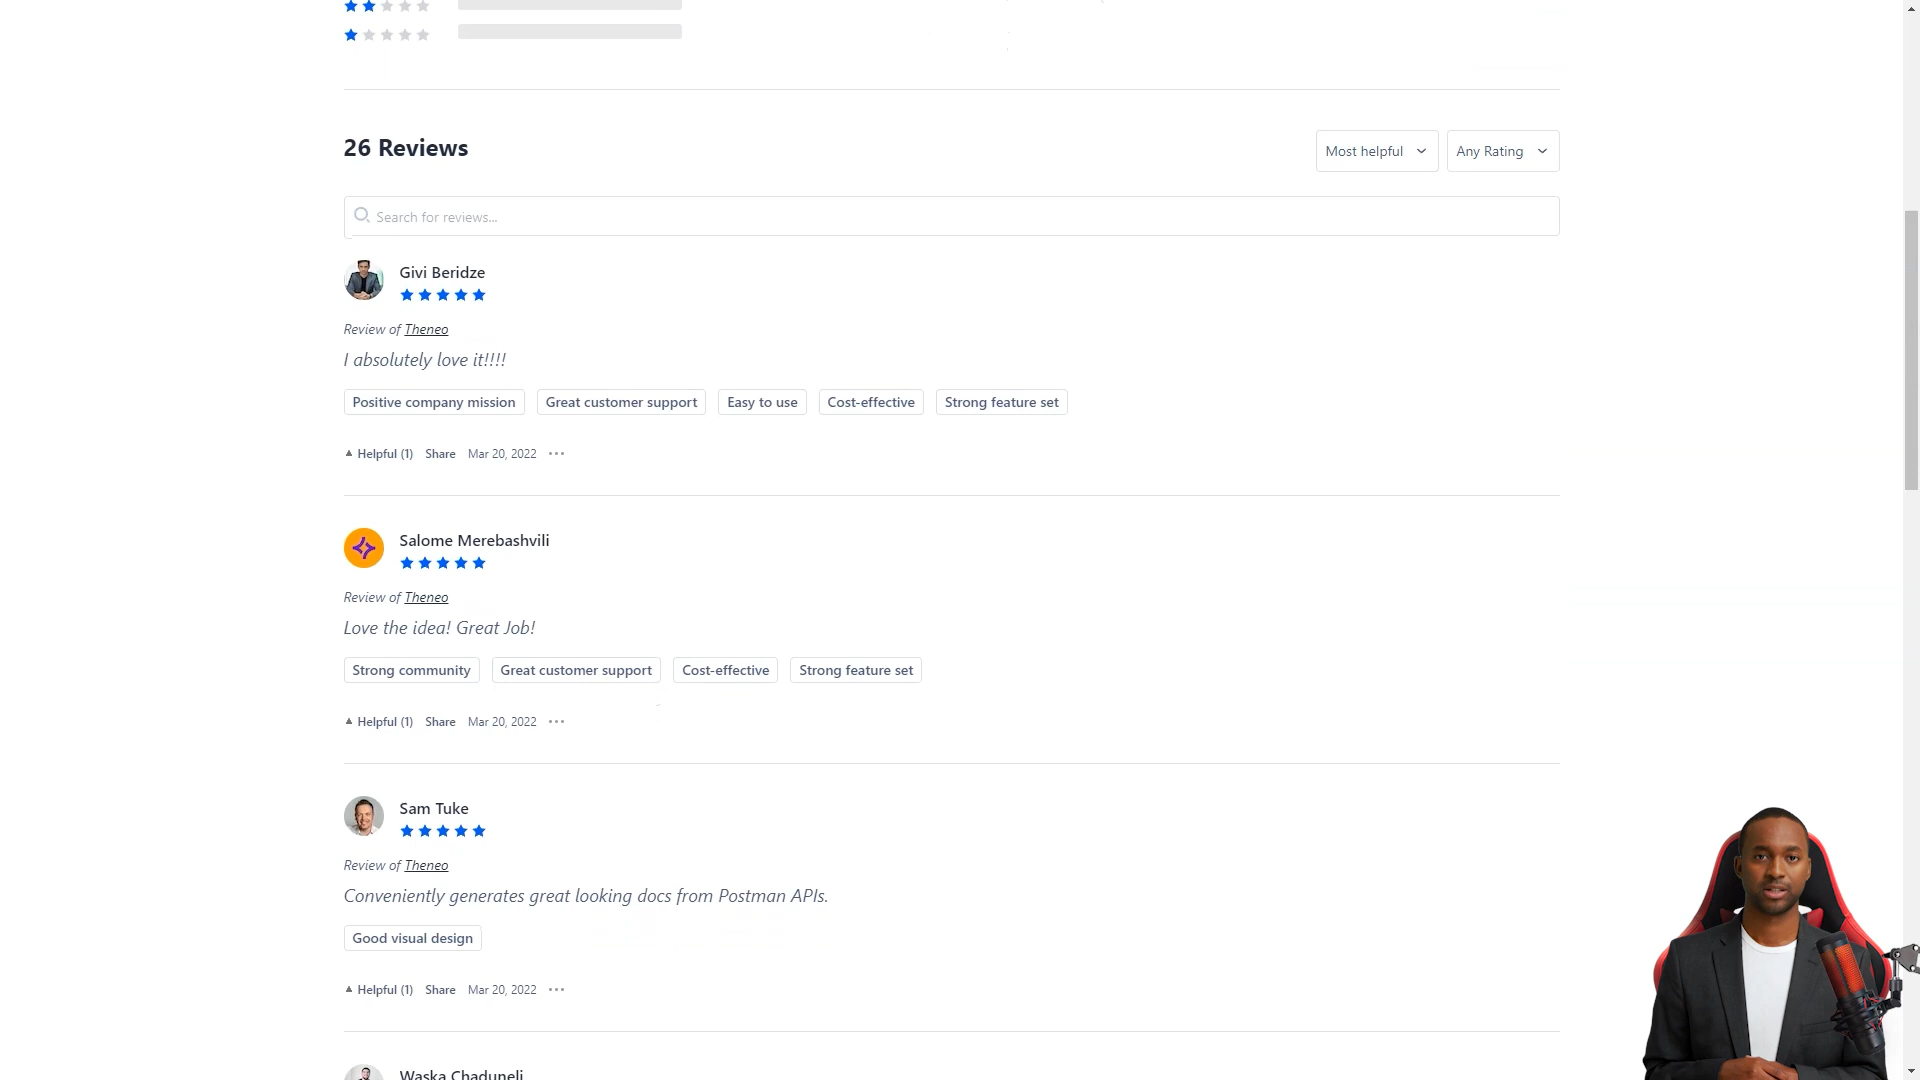 26 Reviews
Most helpful
Any Rating
Search for reviews...
Givi Beridze
Review of Theneo
I absolutely love it!!!!
Positive company mission
Great customer support
Easy to use
Cost-effective
Strong feature set
Helpful (1) Share Mar 20, 2022
Salome Merebashvili
Review of Theneo
Love the idea! Great Job!
Strong community
Great customer support
Cost-effective
Strong feature set
Helpful (1) Share Mar 20, 2022
Sam Tuke
Review of Theneo
Conveniently generates great looking docs from Postman APIs.
Good visual design
Helpful (1) Share Mar 20, 2022
Waska Chaduneli